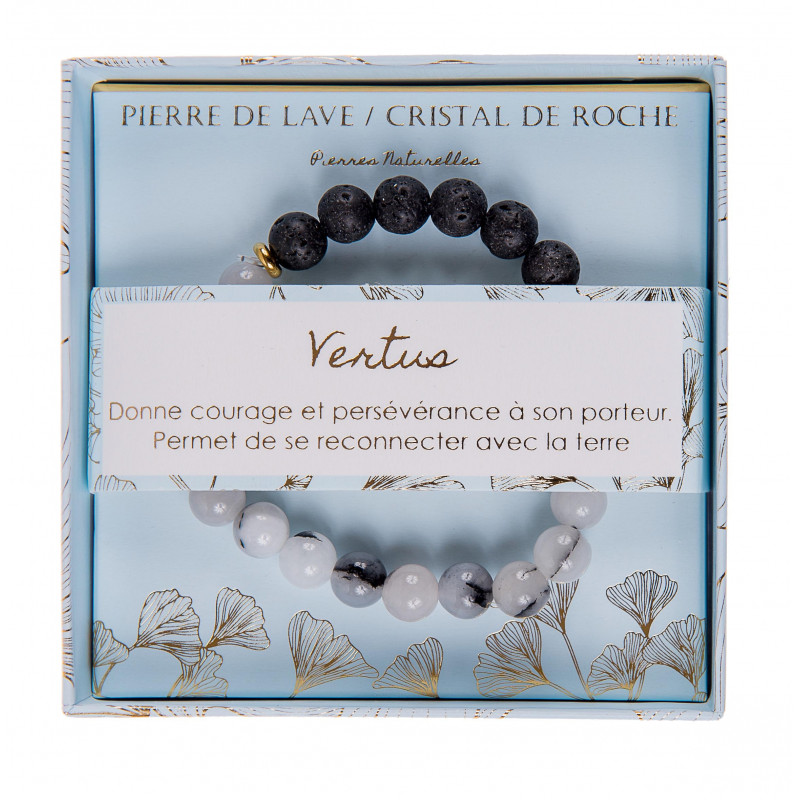 PIERRE DE LAVE / CRISTAL DE ROCHE
Pierres Naturelles
Vertus
Donne courage et persévérance à son porteur.
Permet de se reconnecter avec la terre